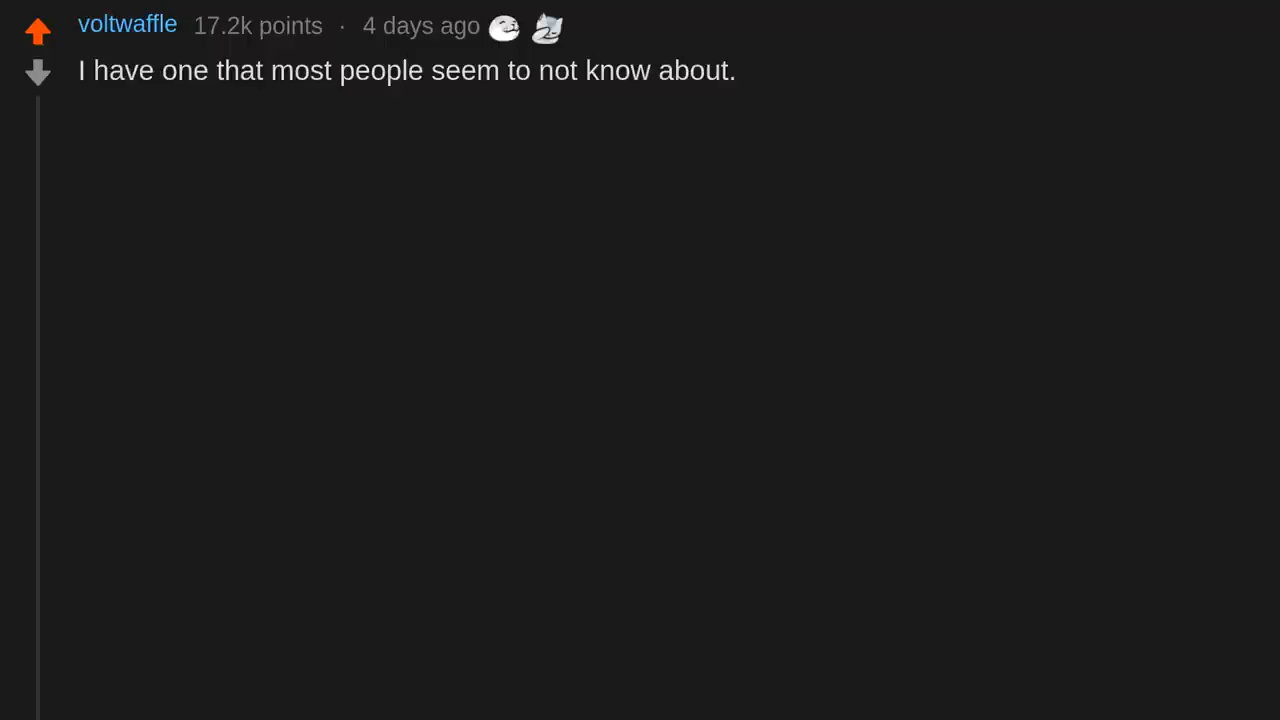 voltwaffle 17.2k points · 4 days ago
I have one that most people seem to not know about.